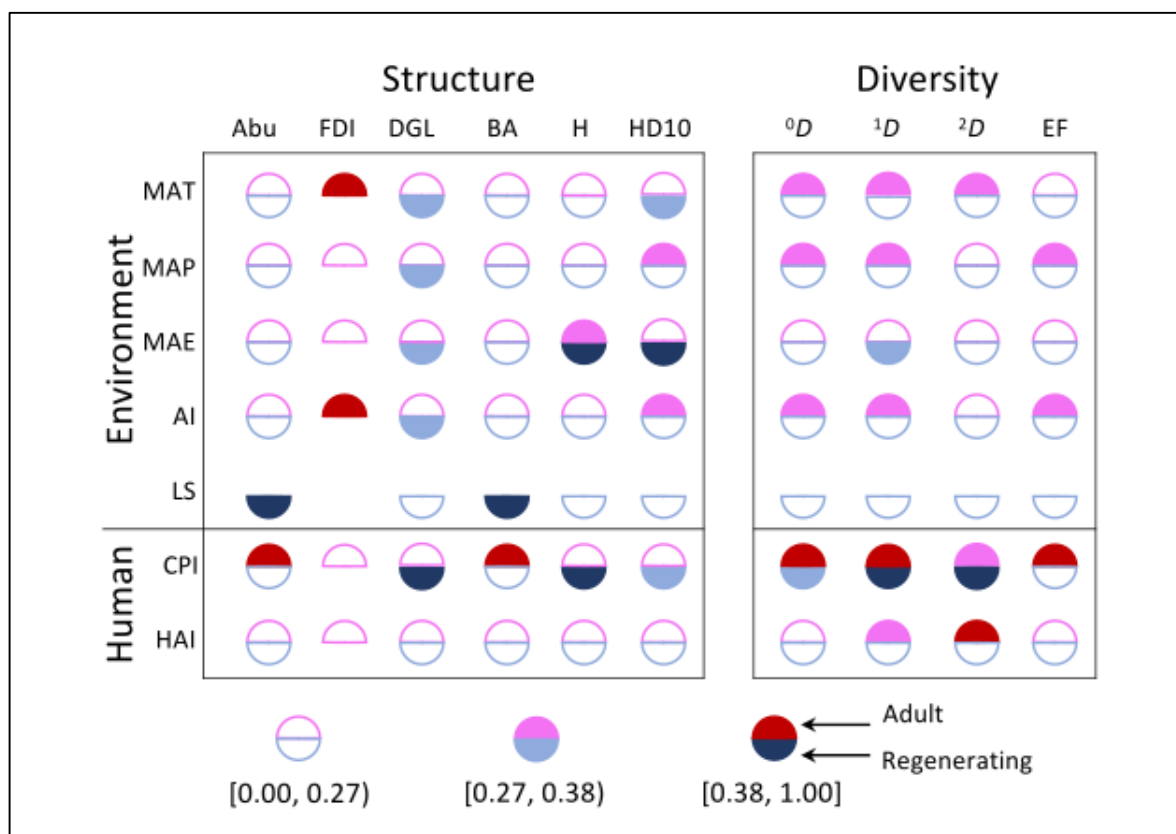 Structure Diversity
Abu FDI DGL BA H HD10 ⁰D ¹D ²D EF
Environment
MAT
MAP
MAE
AI
LS
Human
CPI
HAI
Adult
Regenerating
[0.00, 0.27) [0.27, 0.38) [0.38, 1.00]